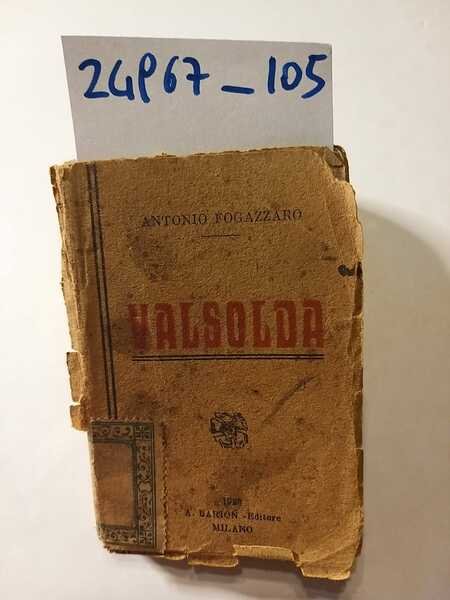 24P67_105
ANTONIO FOGAZZARO
VALSOLDA
A. BARION - Editore
MILANO